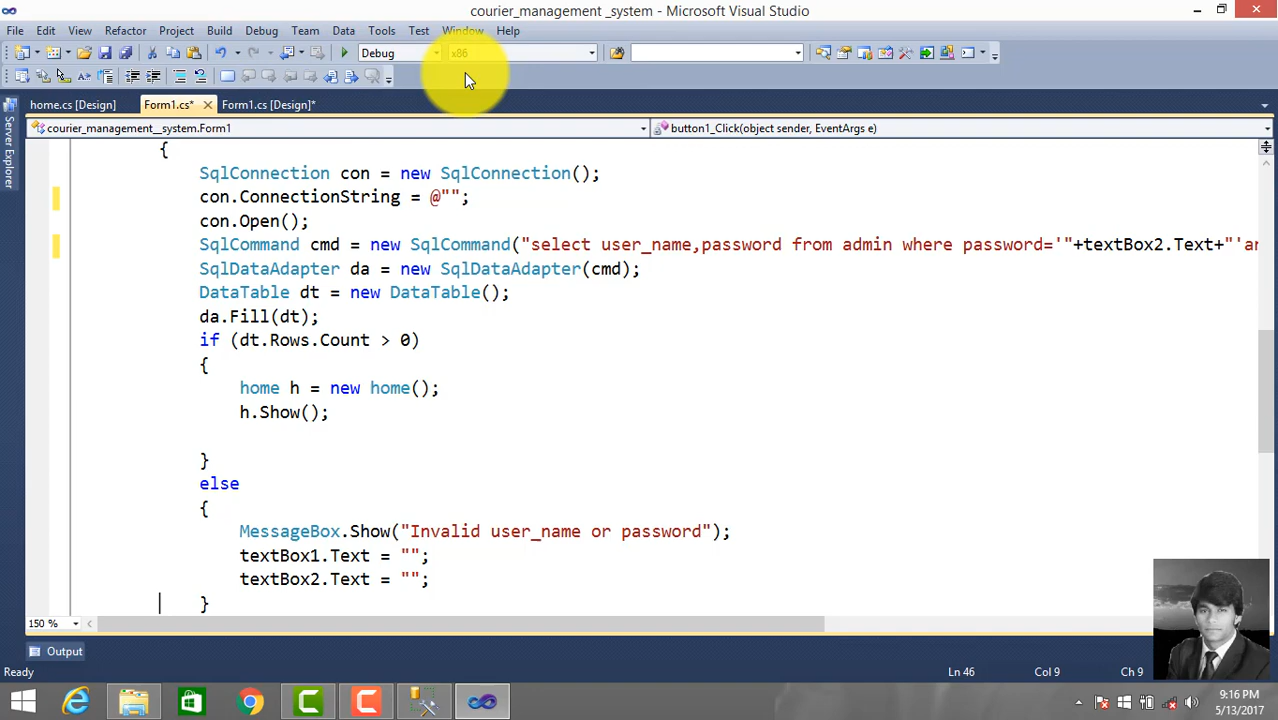 courier_management _system - Microsoft Visual Studio
File Edit View Refactor Project Build Debug Team Data Tools Test Window Help
Debug x86
home.cs [Design] Form1.cs* Form1.cs [Design]*
courier_management__system.Form1 button1_Click(object sender, EventArgs e)
Server Explorer
{
SqlConnection con = new SqlConnection();
con.ConnectionString = @"";
con.Open();
SqlCommand cmd = new SqlCommand("select user_name,password from admin where password='"+textBox2.Text+"'an
SqlDataAdapter da = new SqlDataAdapter(cmd);
DataTable dt = new DataTable();
da.Fill(dt);
if (dt.Rows.Count > 0)
{
home h = new home();
h.Show();
}
else
{
MessageBox.Show("Invalid user_name or password");
textBox1.Text = "";
textBox2.Text = "";
}
150 %
Output
Ready Ln 46 Col 9 Ch 9
9:16 PM
5/13/2017